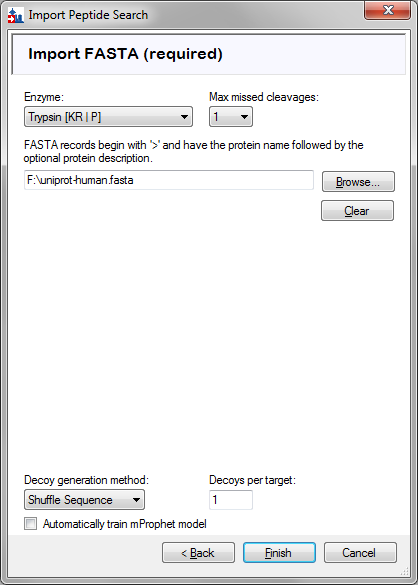 Import Peptide Search
Import FASTA (required)
Enzyme: Max missed cleavages:
Trypsin [KR | P] 1
FASTA records begin with '>' and have the protein name followed by the
optional protein description.
F:\uniprot-human.fasta Browse...
Clear
Decoy generation method: Decoys per target:
Shuffle Sequence 1
Automatically train mProphet model
< Back Finish Cancel